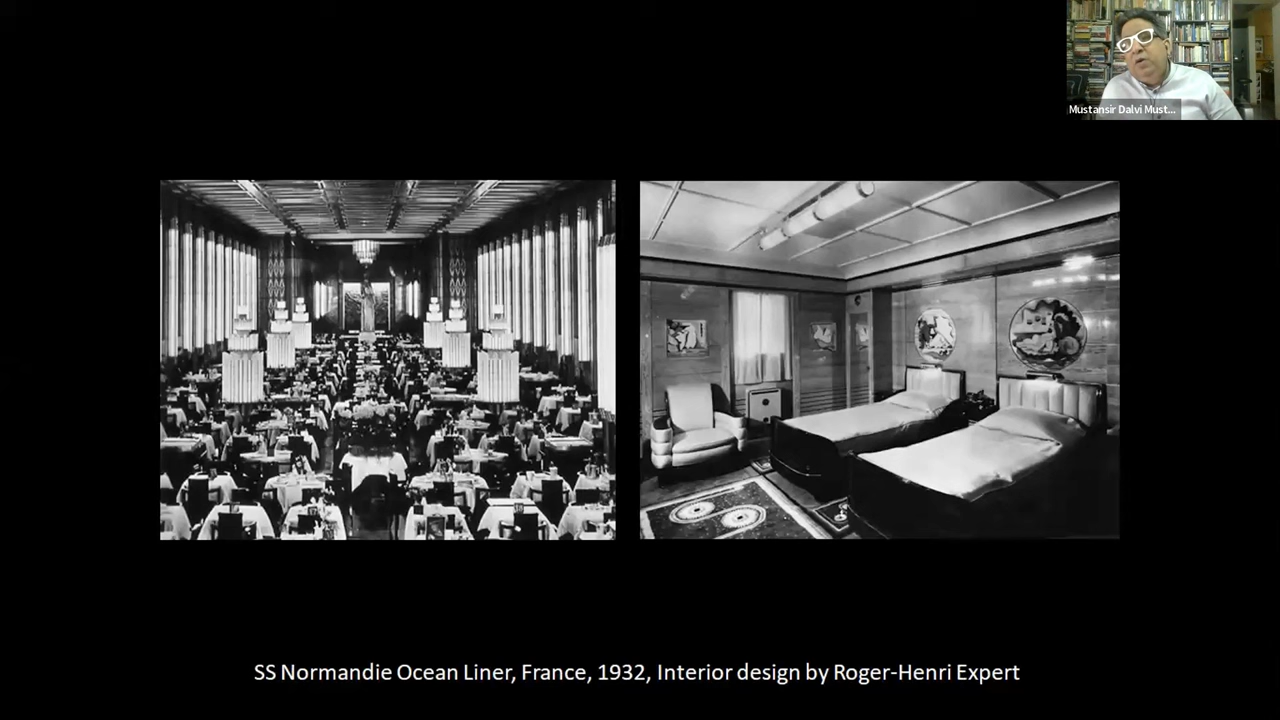 Mustansir Dalvi Must...
SS Normandie Ocean Liner, France, 1932, Interior design by Roger-Henri Expert